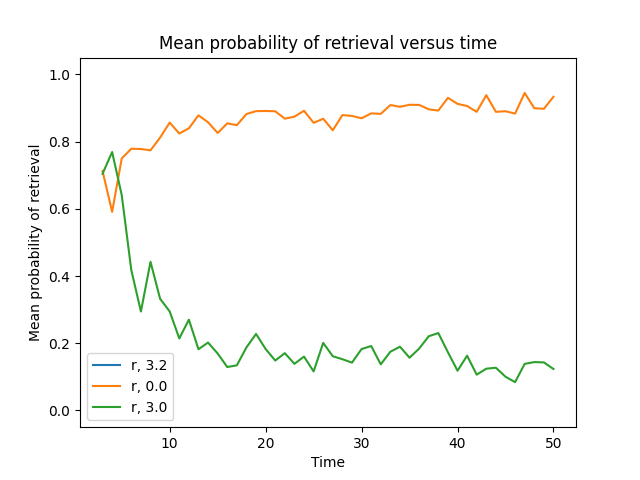 Mean probability of retrieval versus time
Mean probability of retrieval
1.0
0.8
0.6
0.4
0.2
0.0
r, 3.2
r, 0.0
r, 3.0
10
20
30
40
50
Time